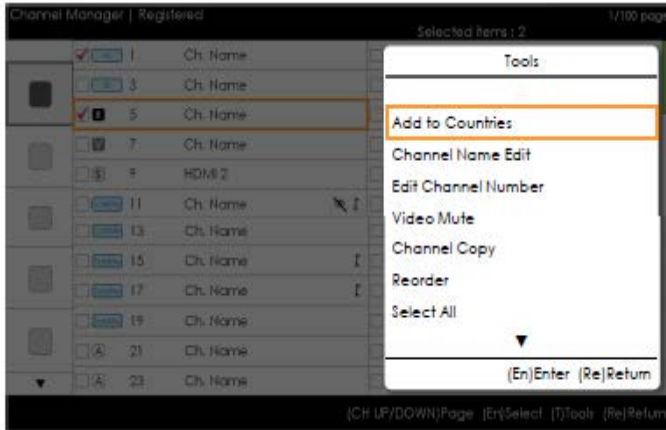 Channel Manager | Registered
1/100 page
Selected items : 2
1 Ch. Name
3 Ch. Name
5 Ch. Name
7 Ch. Name
9 HDMI 2
11 Ch. Name
13 Ch. Name
15 Ch. Name
17 Ch. Name
19 Ch. Name
A 21 Ch. Name
A 23 Ch. Name
Tools
Add to Countries
Channel Name Edit
Edit Channel Number
Video Mute
Channel Copy
Reorder
Select All
▼
(En)Enter (Re)Return
(CH UP/DOWN)Page (En)Select (T)Tools (Re)Return